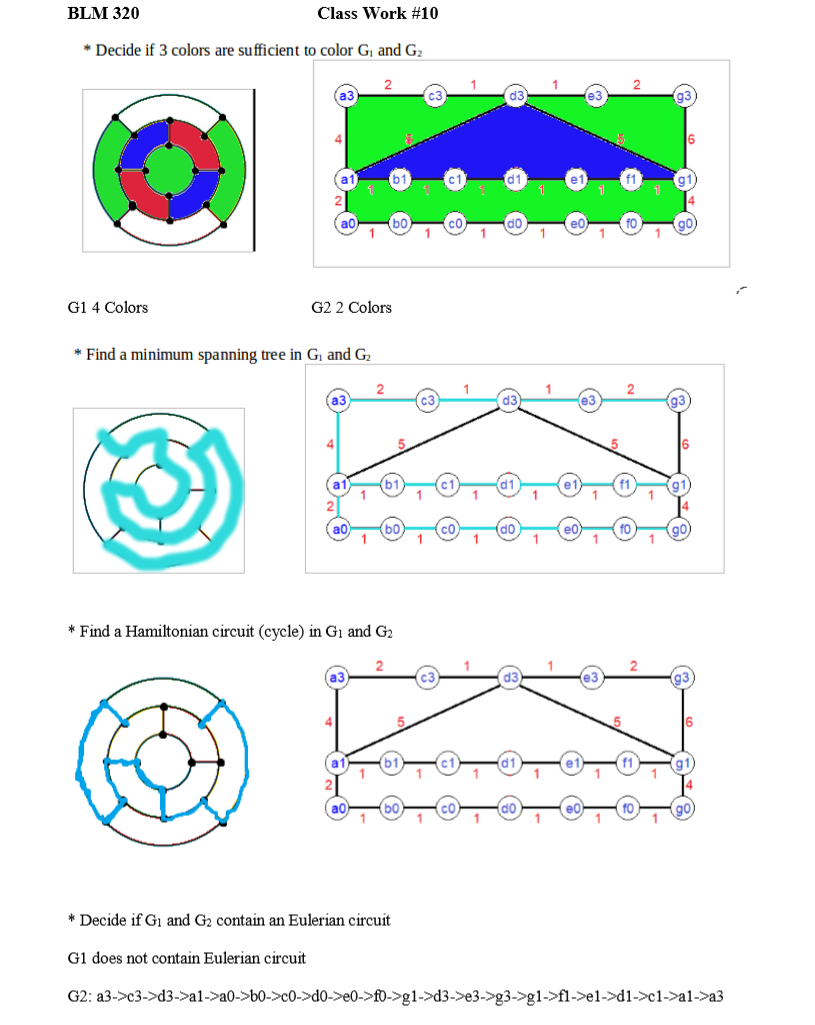 BLM 320 Class Work #10
* Decide if 3 colors are sufficient to color G₁ and G₂
2 1 1 2
a3 c3 d3 e3 g3
4 5 5 6
a1 b1 c1 d1 e1 f1 g1
1 1 1 1 1 1
2 4
a0 b0 c0 d0 e0 f0 g0
1 1 1 1 1 1
G1 4 Colors G2 2 Colors
* Find a minimum spanning tree in G₁ and G₂
2 1 1 2
a3 c3 d3 e3 g3
4 5 5 6
a1 b1 c1 d1 e1 f1 g1
1 1 1 1 1 1
2 4
a0 b0 c0 d0 e0 f0 g0
1 1 1 1 1 1
* Find a Hamiltonian circuit (cycle) in G₁ and G₂
2 1 1 2
a3 c3 d3 e3 g3
4 5 5 6
a1 b1 c1 d1 e1 f1 g1
1 1 1 1 1 1
2 4
a0 b0 c0 d0 e0 f0 g0
1 1 1 1 1 1
* Decide if G₁ and G₂ contain an Eulerian circuit
G1 does not contain Eulerian circuit
G2: a3->c3->d3->a1->a0->b0->c0->d0->e0->f0->g1->d3->e3->g3->g1->f1->e1->d1->c1->a1->a3